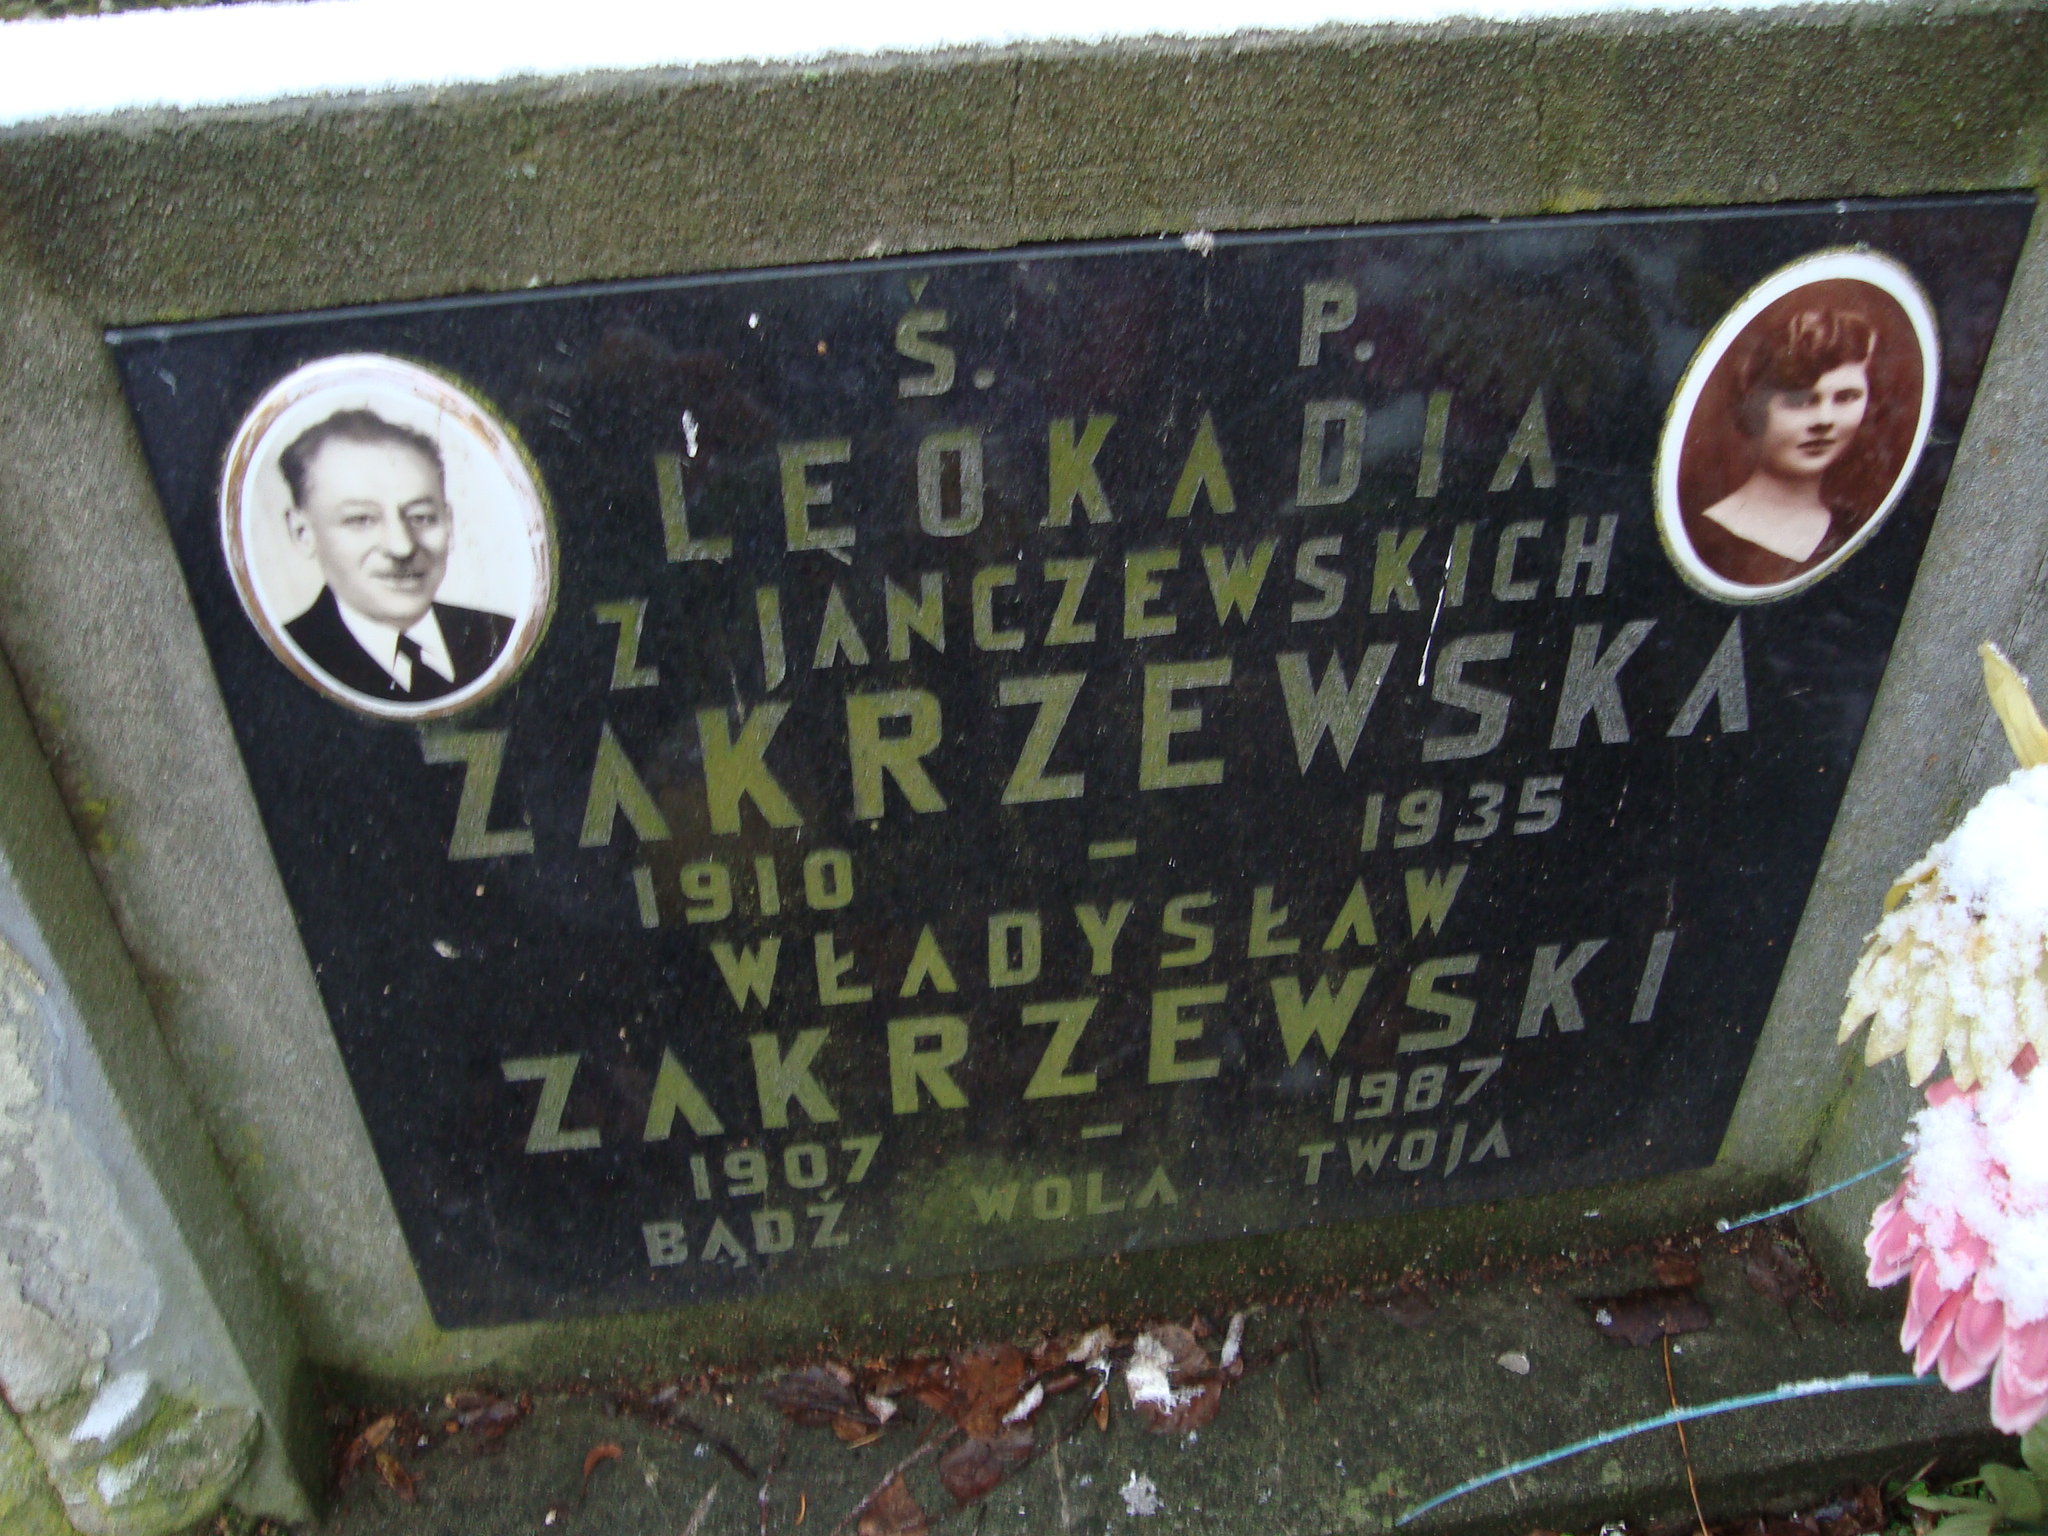 Ś. P.
LEOKADIA
Z JANCZEWSKICH
ZAKRZEWSKA
1910 – 1935
WŁADYSŁAW
ZAKRZEWSKI
1907 – 1987
BĄDŹ WOLA TWOJA